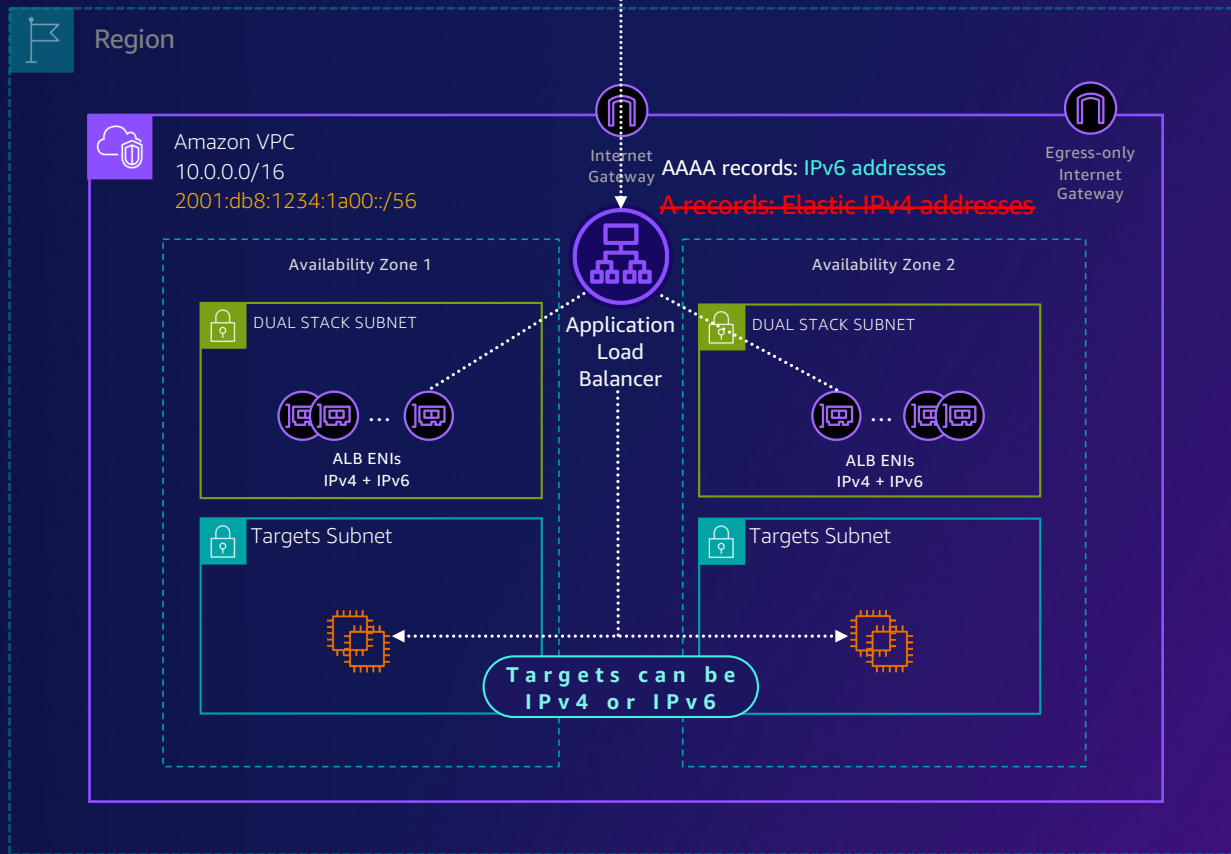 Region
Amazon VPC
10.0.0.0/16
2001:db8:1234:1a00::/56
Internet
Gateway
AAAA records: IPv6 addresses
A records: Elastic IPv4 addresses
Egress-only
Internet
Gateway
Availability Zone 1
Availability Zone 2
DUAL STACK SUBNET
Application
Load
Balancer
DUAL STACK SUBNET
...
ALB ENIs
IPv4 + IPv6
...
ALB ENIs
IPv4 + IPv6
Targets Subnet
Targets Subnet
Targets can be
IPv4 or IPv6